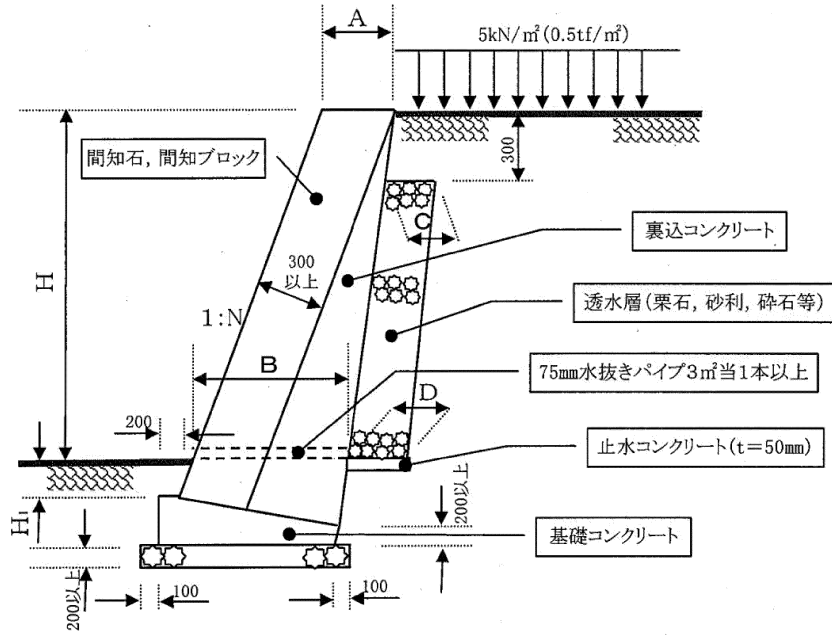 A
5kN/㎡(0.5tf/㎡)
間知石，間知ブロック
300
C
裏込コンクリート
H
300
以上
1:N
透水層(栗石，砂利，砕石等)
B
75mm水抜きパイプ3㎡当1本以上
D
200
止水コンクリート(t＝50mm)
H₁
200以上
基礎コンクリート
200以上
100
100